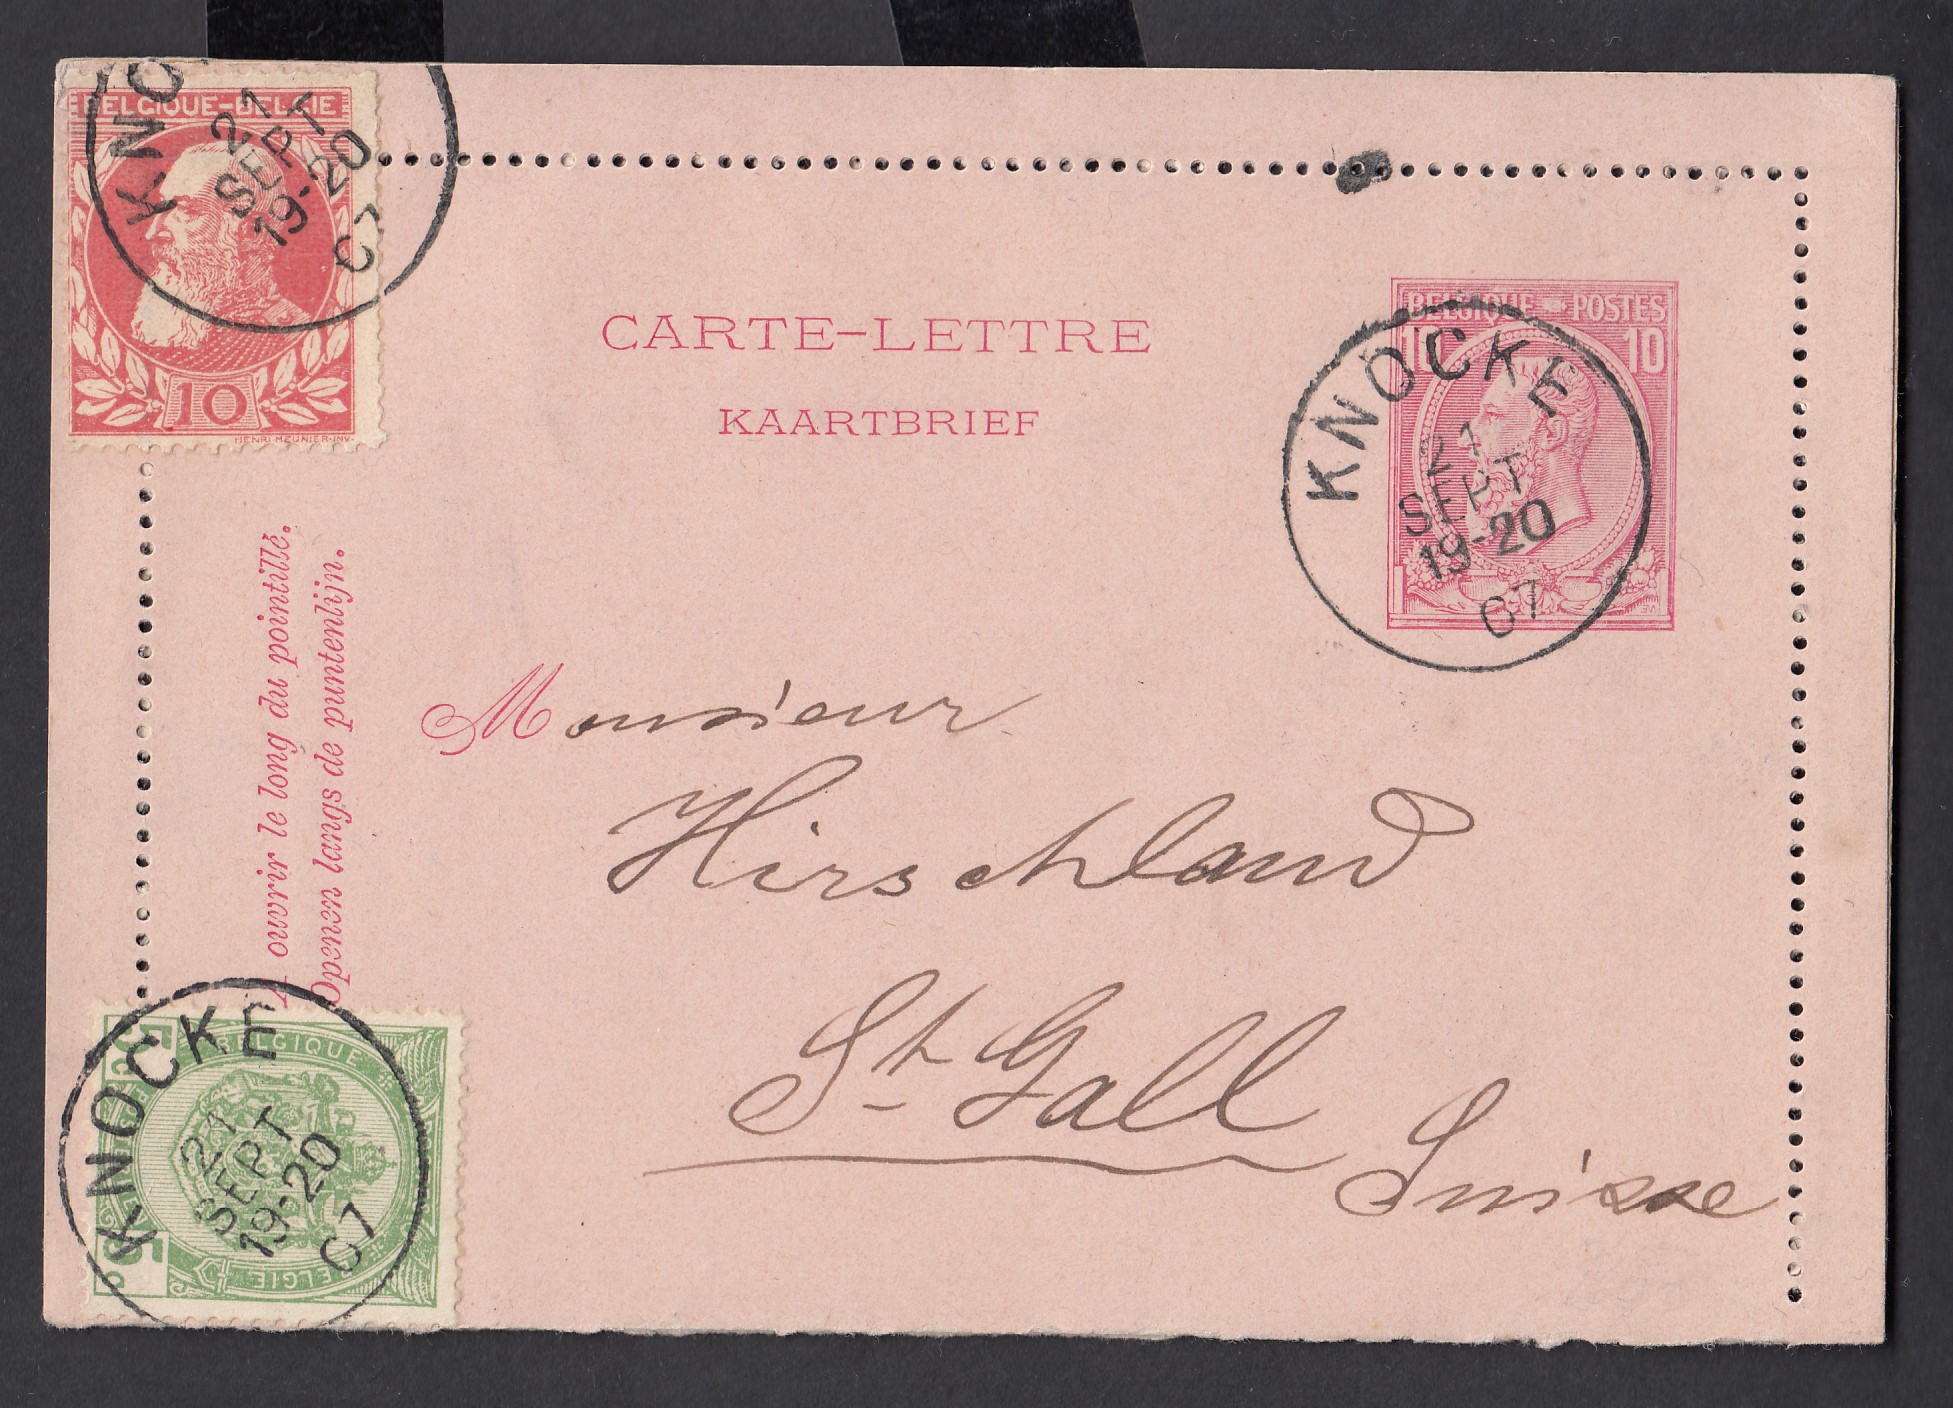 BELGIQUE-BELGIE
10
HENRI MEUNIER·INV.
KNO
21
SEPT
19-20
07
CARTE-LETTRE
KAARTBRIEF
BELGIQUE POSTES
10 10
KNOCKE
21
SEPT
19-20
07
A ouvrir le long du pointillé.
Openen langs de puntenlijn.
Monsieur
Hirschland
St Gall
Suisse
BELGIQUE
BELGIE
5
5
KNOCKE
21
SEPT
19-20
07